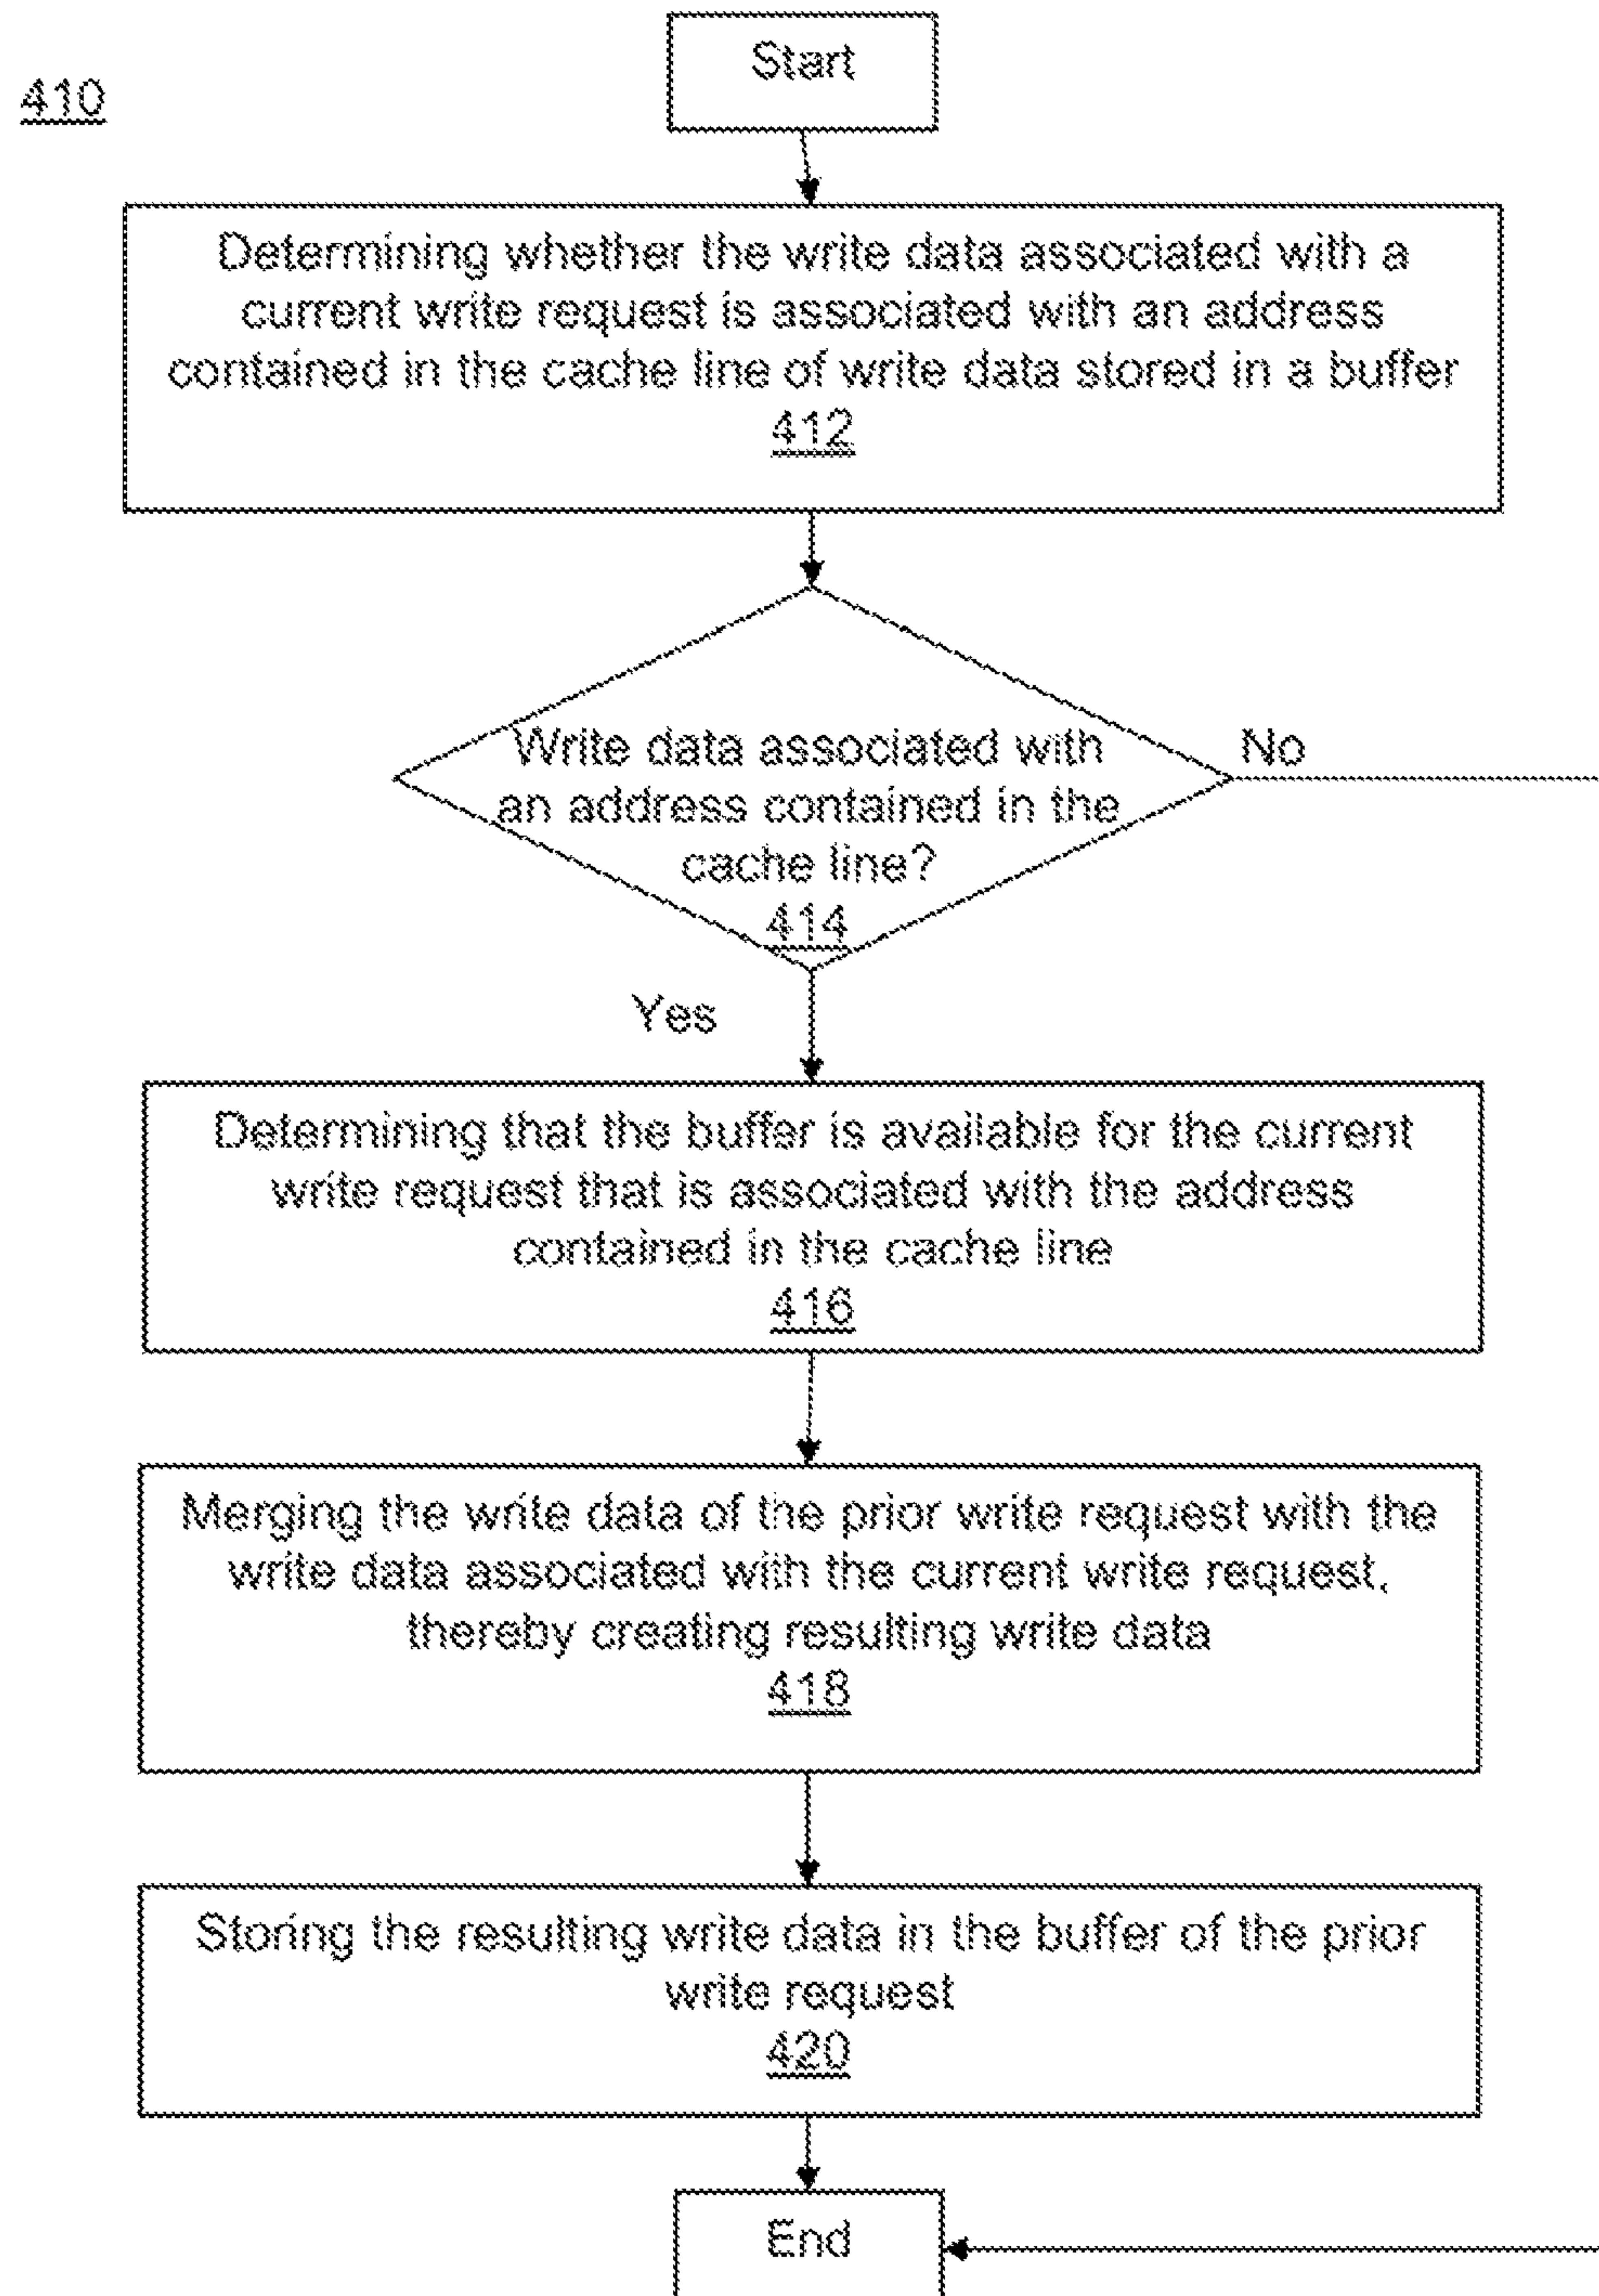 Start
410
Determining whether the write data associated with a
current write request is associated with an address
contained in the cache line of write data stored in a buffer
412
Write data associated with
an address contained in the
cache line?
414
No
Yes
Determining that the buffer is available for the current
write request that is associated with the address
contained in the cache line
416
Merging the write data of the prior write request with the
write data associated with the current write request,
thereby creating resulting write data
418
Storing the resulting write data in the buffer of the prior
write request
420
End